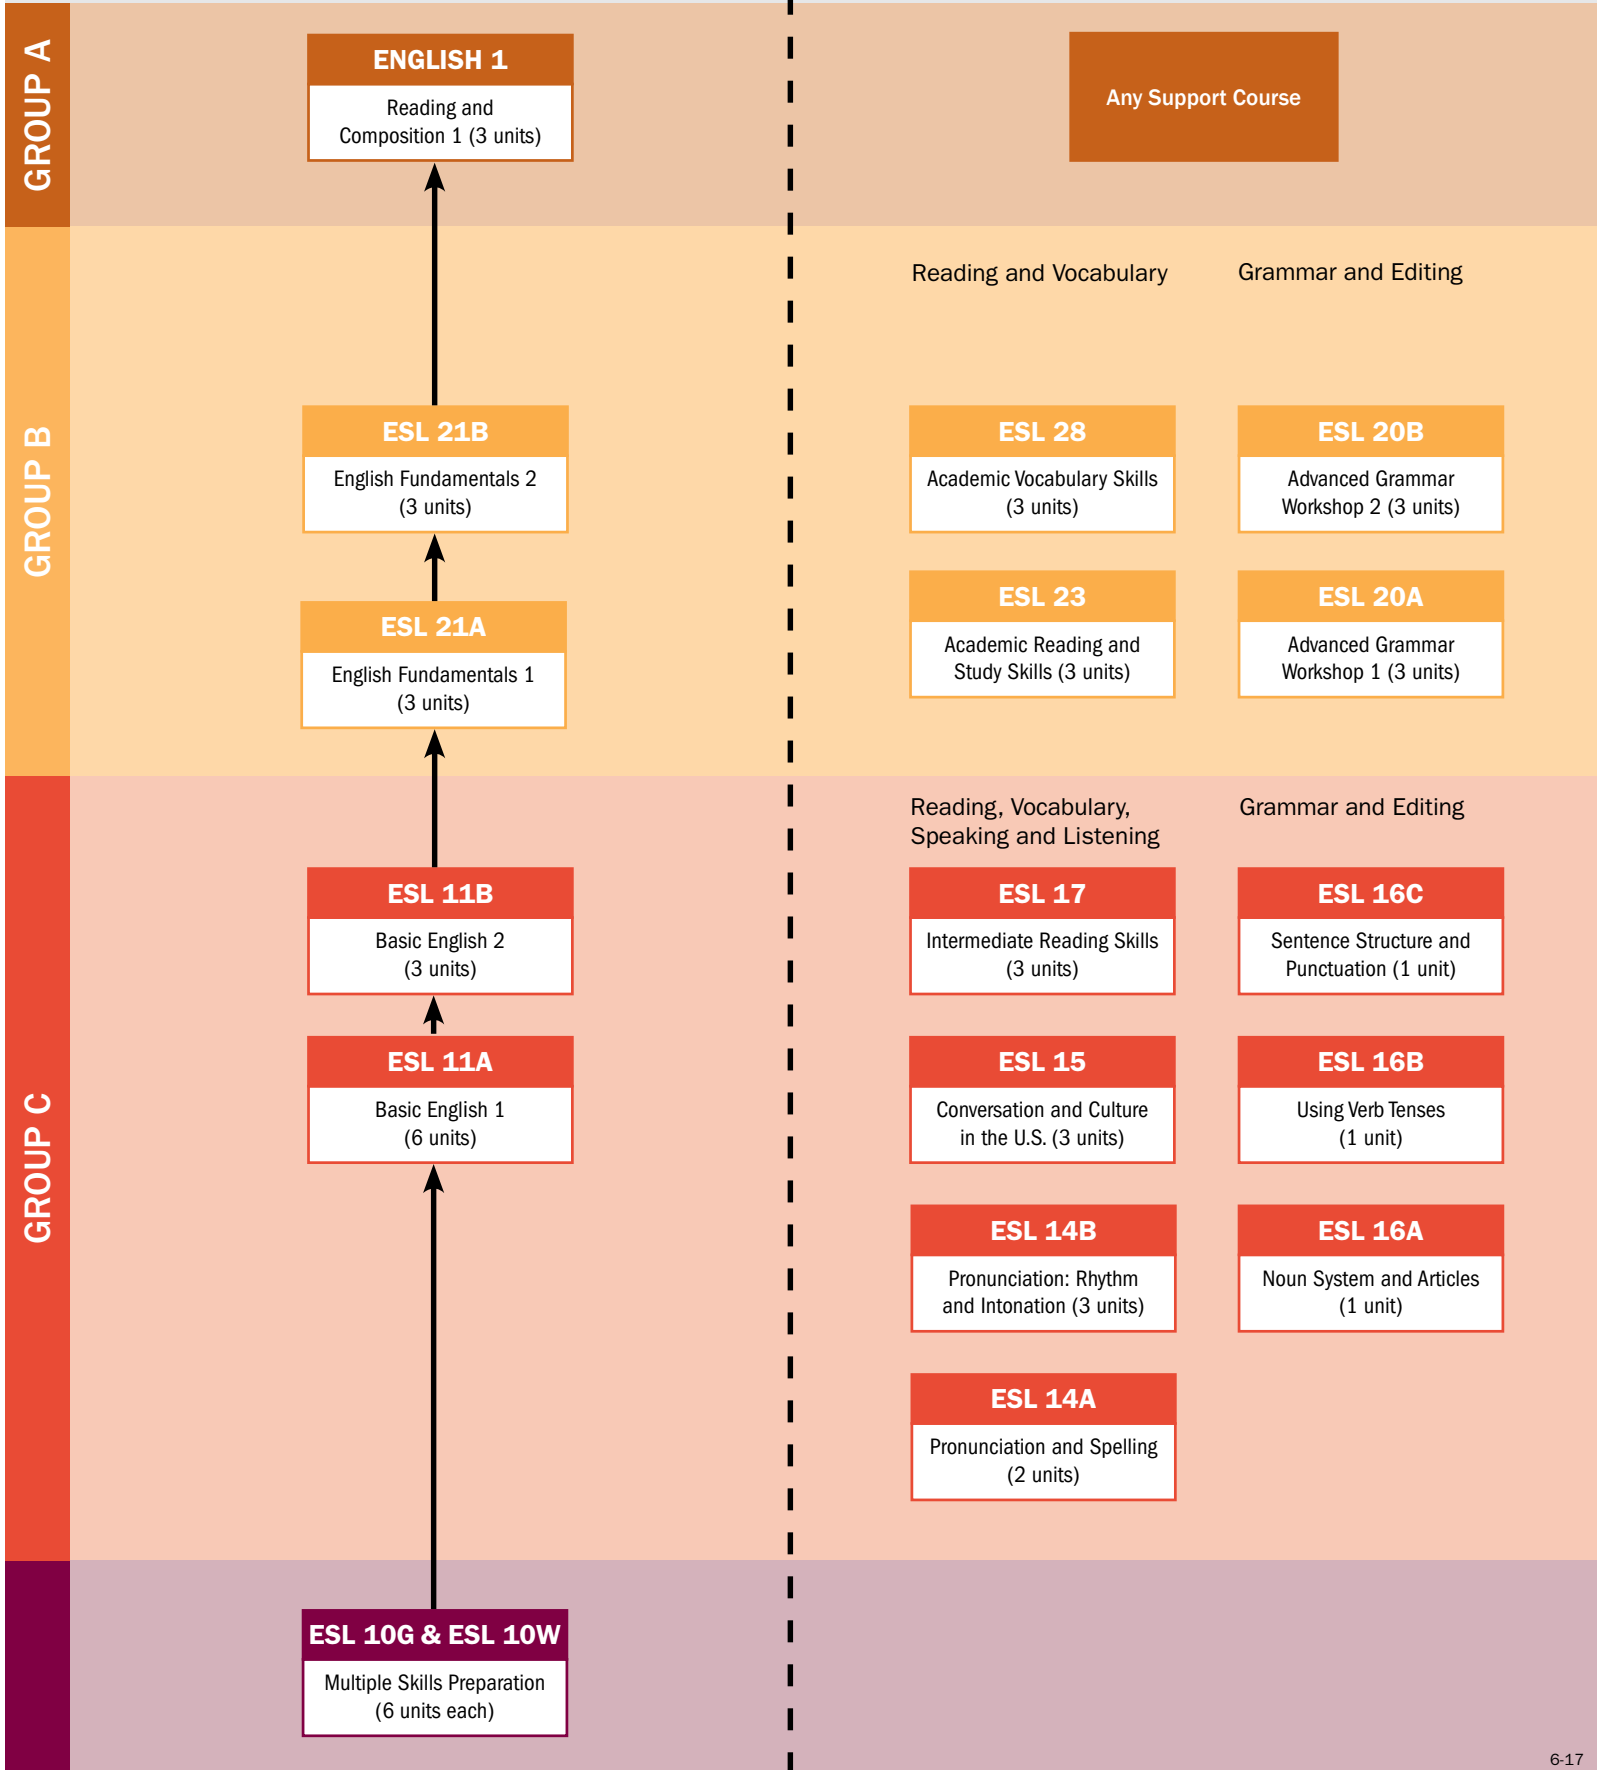 GROUP A
ENGLISH 1
Reading and
Composition 1 (3 units)
Any Support Course
GROUP B
Reading and Vocabulary
Grammar and Editing
ESL 21B
English Fundamentals 2
(3 units)
ESL 28
Academic Vocabulary Skills
(3 units)
ESL 20B
Advanced Grammar
Workshop 2 (3 units)
ESL 21A
English Fundamentals 1
(3 units)
ESL 23
Academic Reading and
Study Skills (3 units)
ESL 20A
Advanced Grammar
Workshop 1 (3 units)
GROUP C
Reading, Vocabulary,
Speaking and Listening
Grammar and Editing
ESL 11B
Basic English 2
(3 units)
ESL 17
Intermediate Reading Skills
(3 units)
ESL 16C
Sentence Structure and
Punctuation (1 unit)
ESL 11A
Basic English 1
(6 units)
ESL 15
Conversation and Culture
in the U.S. (3 units)
ESL 16B
Using Verb Tenses
(1 unit)
ESL 14B
Pronunciation: Rhythm
and Intonation (3 units)
ESL 16A
Noun System and Articles
(1 unit)
ESL 14A
Pronunciation and Spelling
(2 units)
ESL 10G & ESL 10W
Multiple Skills Preparation
(6 units each)
6-17